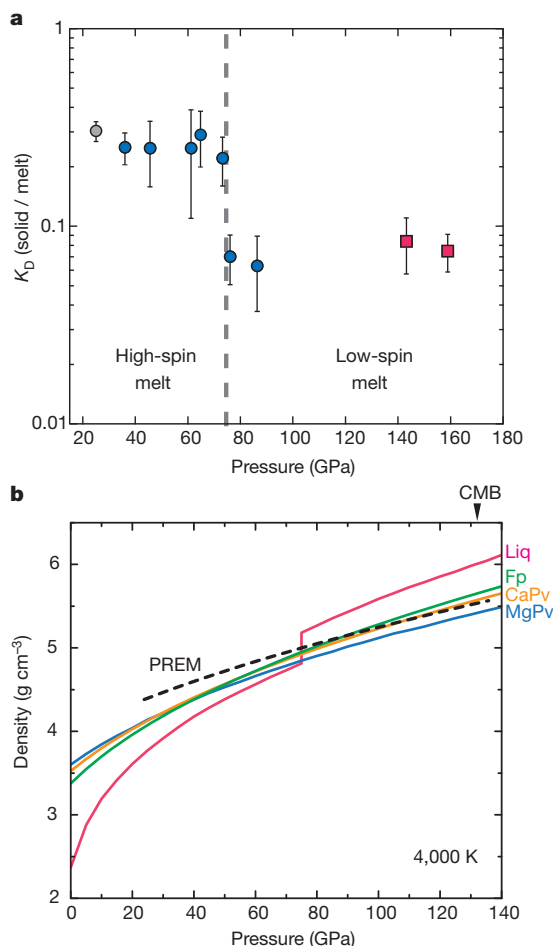 a
1
0.1
0.01
K_D (solid / melt)
High-spin
melt
Low-spin
melt
20 40 60 80 100 120 140 160 180
Pressure (GPa)
b
CMB
6
5
4
3
2
Density (g cm⁻³)
Liq
Fp
CaPv
MgPv
PREM
4,000 K
0 20 40 60 80 100 120 140
Pressure (GPa)